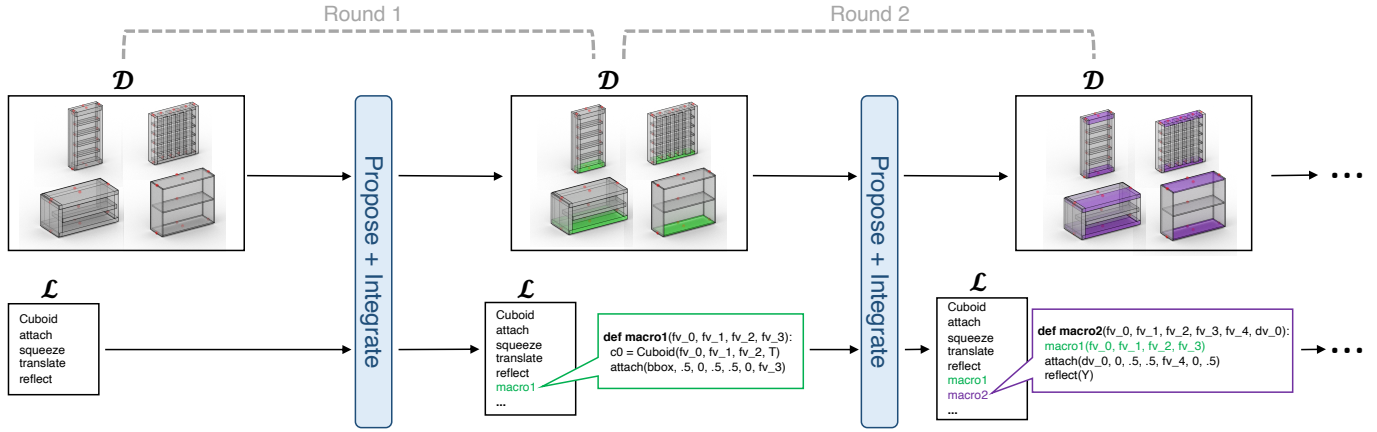 Round 1
Round 2
𝓓
𝓓
𝓓
Propose + Integrate
Propose + Integrate
...
𝓛
Cuboid
attach
squeeze
translate
reflect
𝓛
Cuboid
attach
squeeze
translate
reflect
macro1
...
def macro1(fv_0, fv_1, fv_2, fv_3):
c0 = Cuboid(fv_0, fv_1, fv_2, T)
attach(bbox, .5, 0, .5, .5, 0, fv_3)
𝓛
Cuboid
attach
squeeze
translate
reflect
macro1
macro2
...
def macro2(fv_0, fv_1, fv_2, fv_3, fv_4, dv_0):
macro1(fv_0, fv_1, fv_2, fv_3)
attach(dv_0, 0, .5, .5, fv_4, 0, .5)
reflect(Y)
...